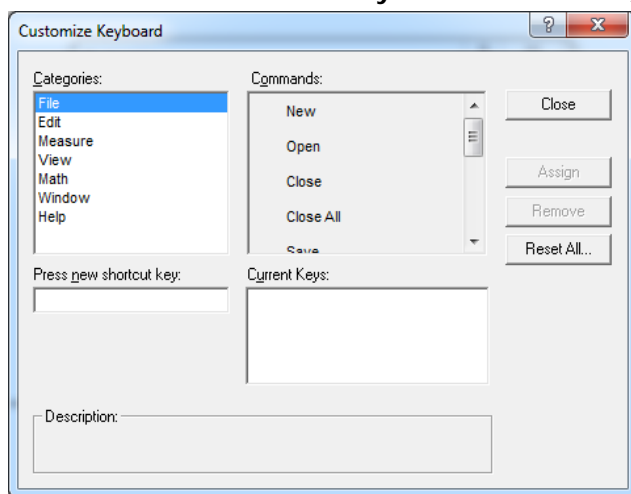 Customize Keyboard
Categories:
File
Edit
Measure
View
Math
Window
Help
Commands:
New
Open
Close
Close All
Save
Close
Assign
Remove
Reset All...
Press new shortcut key:
Current Keys:
Description: